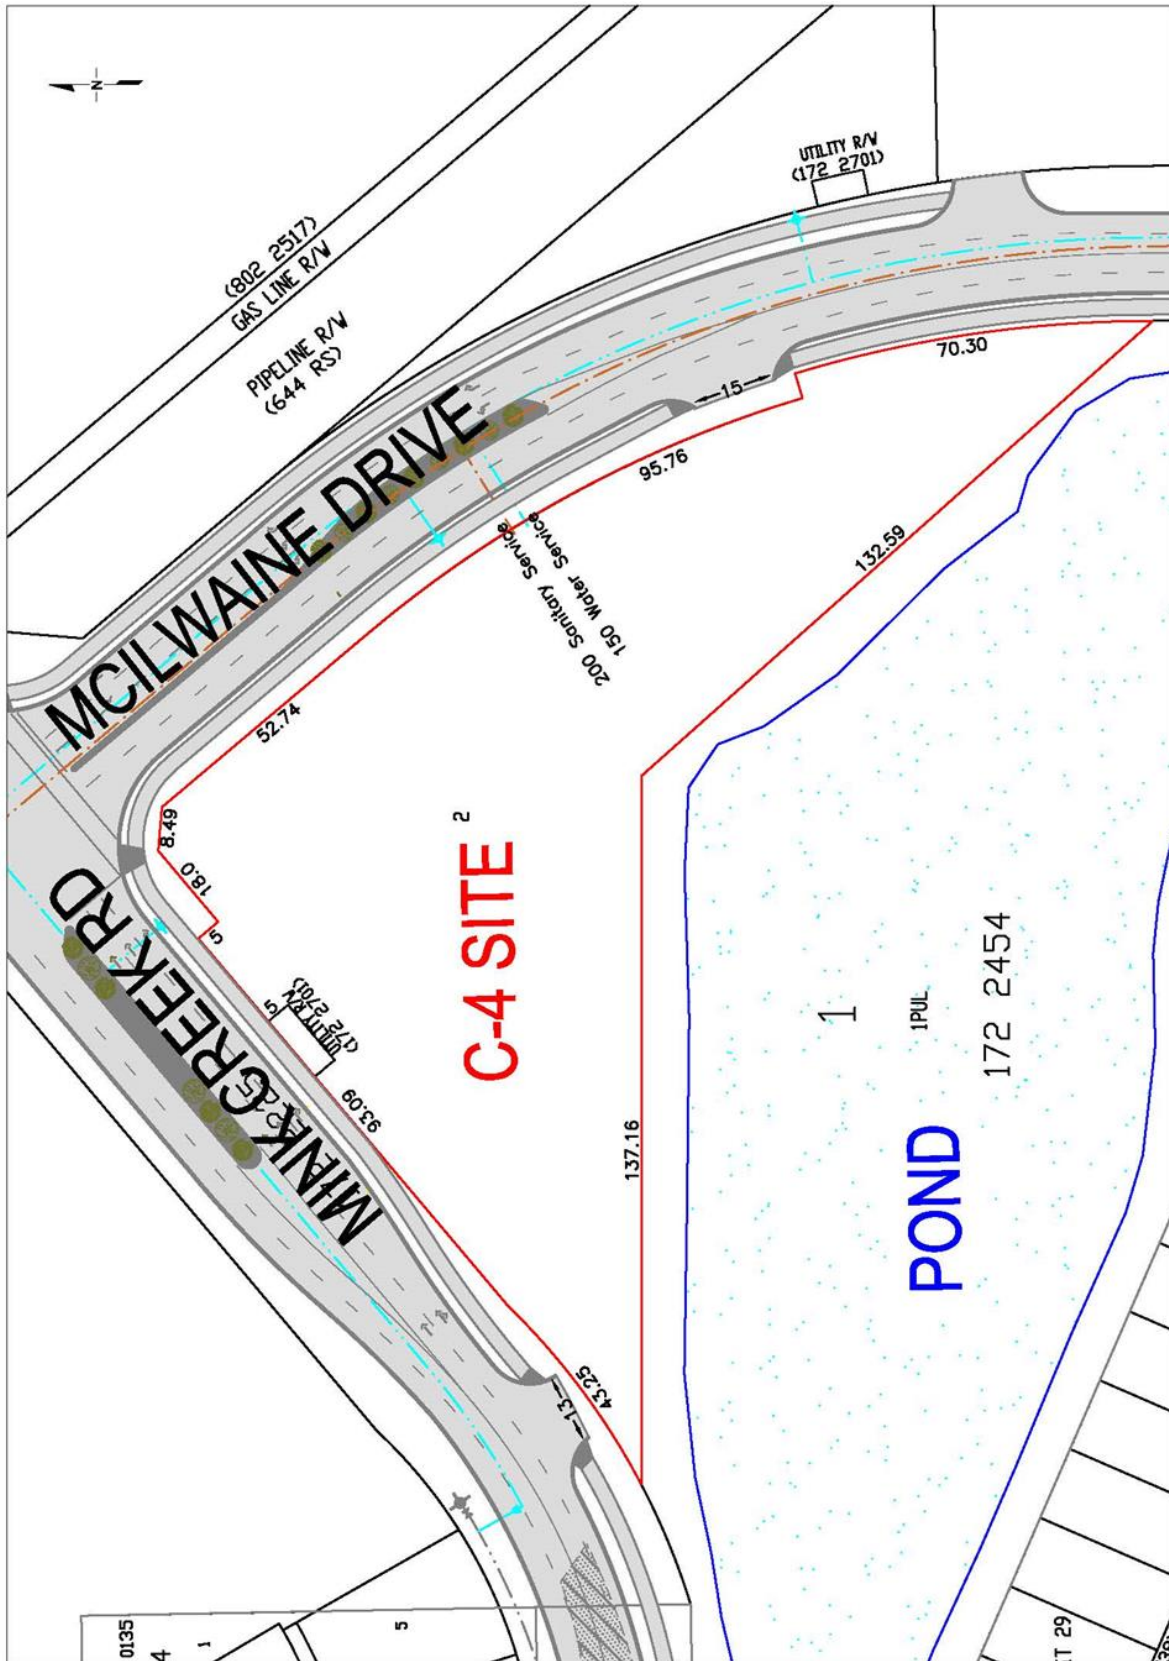 N
(802 2517)
GAS LINE R/W
PIPELINE R/W
(644 RS)
UTILITY R/W
(172 2701)
MCILWAINE DRIVE
70.30
15
95.76
132.59
200 Sanitary Service
150 Water Service
52.74
8.49
18.0
5
5
UTILITY R/W
(172 2701)
MINK CREEK RD
93.09
2
C-4 SITE
137.16
43.25
13
1
1PUL
172 2454
POND
0135
4
1
5
IT 29